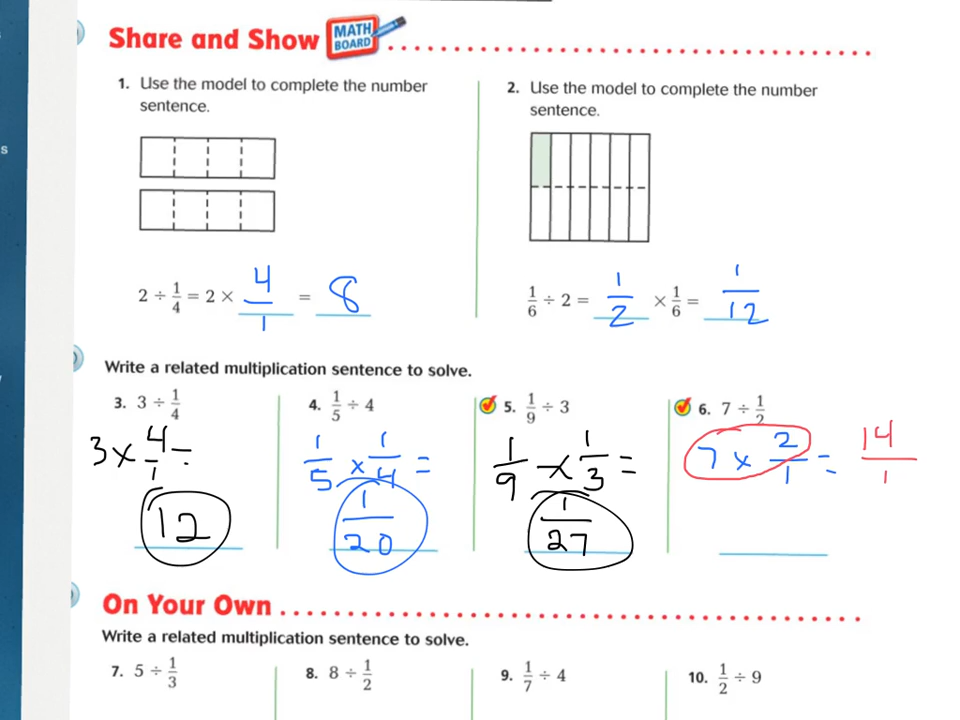 Share and Show MATH BOARD
1. Use the model to complete the number
sentence.
2 ÷ 1/4 = 2 × 4/1 = 8
2. Use the model to complete the number
sentence.
1/6 ÷ 2 = 1/2 × 1/6 = 1/12
Write a related multiplication sentence to solve.
3. 3 ÷ 1/4
3 × 4/1 =
12
4. 1/5 ÷ 4
1/5 × 1/4 =
1/20
5. 1/9 ÷ 3
1/9 × 1/3 =
1/27
6. 7 ÷ 1/2
7 × 2/1 = 14/1
On Your Own
Write a related multiplication sentence to solve.
7. 5 ÷ 1/3
8. 8 ÷ 1/2
9. 1/7 ÷ 4
10. 1/2 ÷ 9